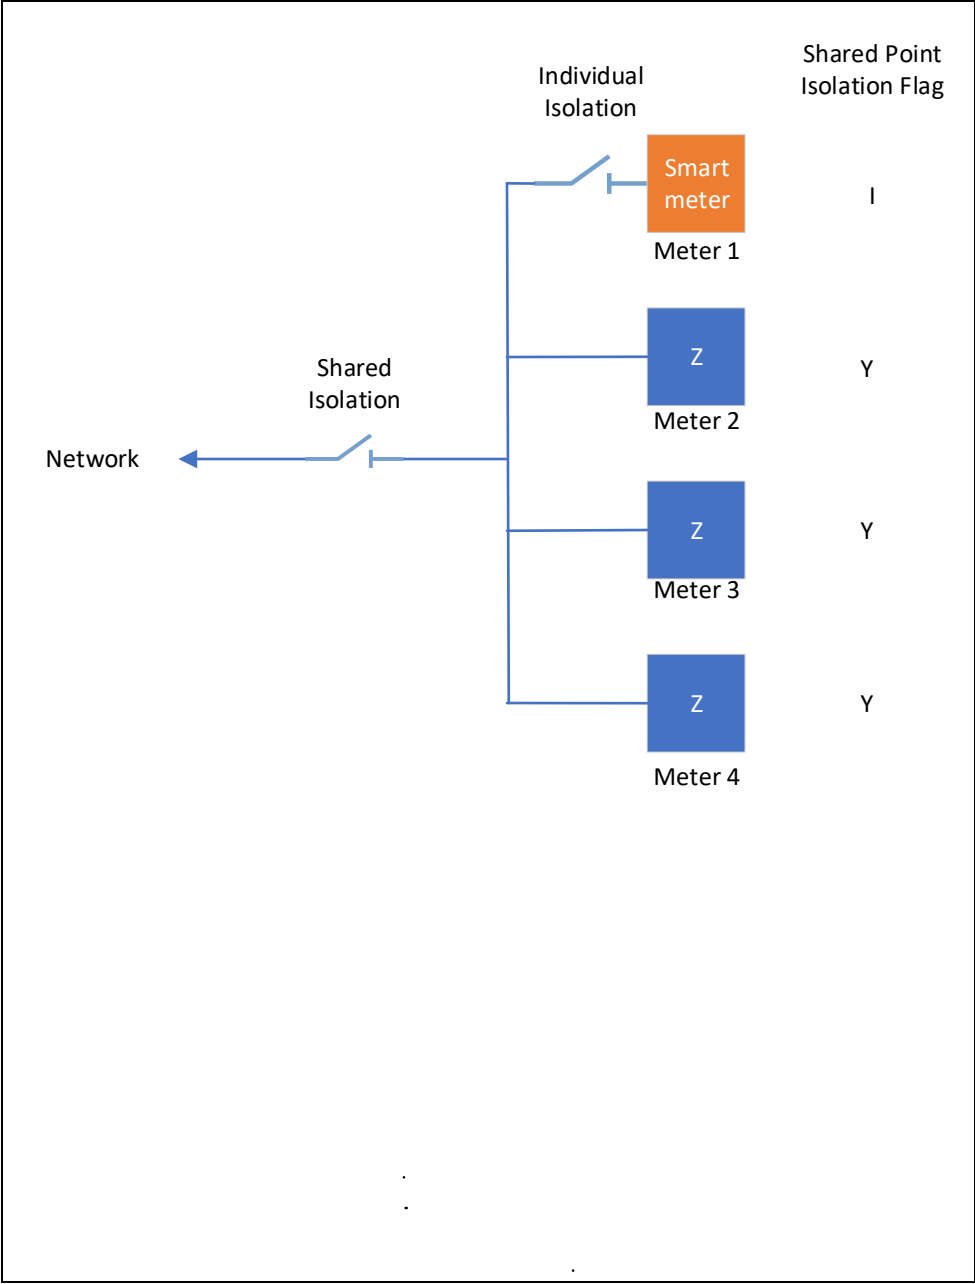 Shared Point
Isolation Flag
Individual
Isolation
Smart
meter
I
Meter 1
Z
Y
Meter 2
Shared
Isolation
Network
Z
Y
Meter 3
Z
Y
Meter 4
.
.
.